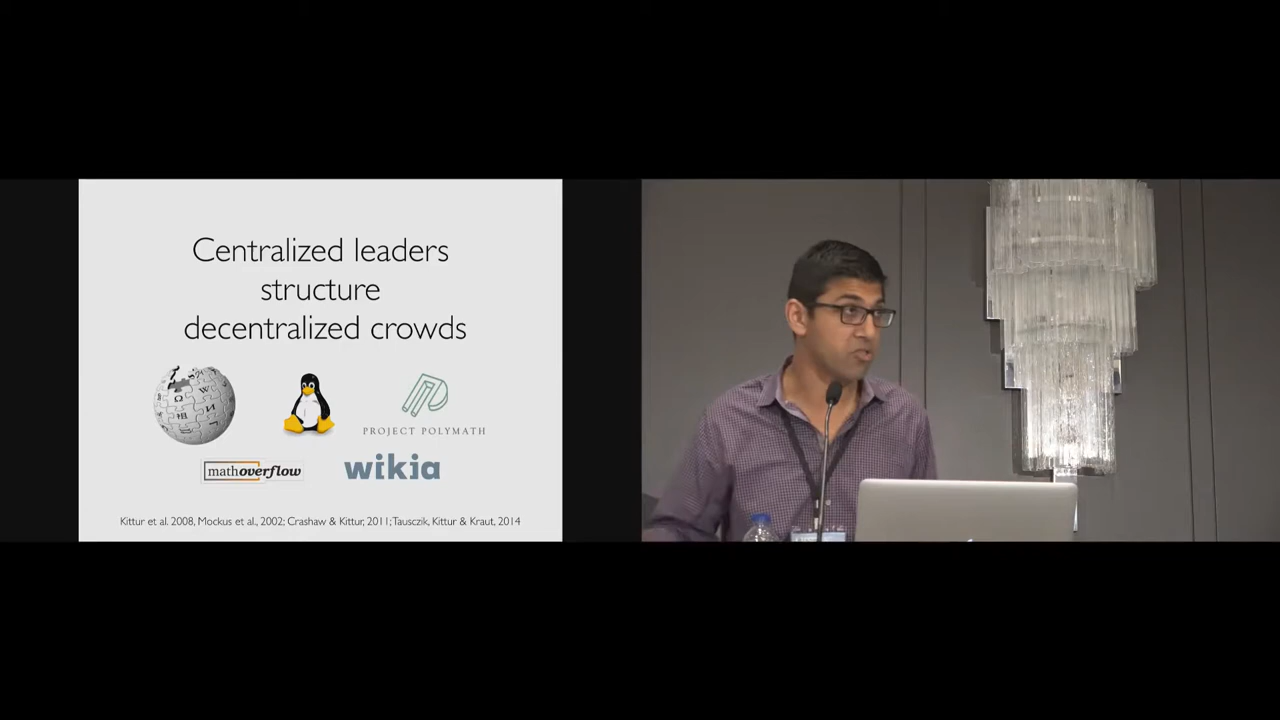 Centralized leaders
structure
decentralized crowds
PROJECT POLYMATH
mathoverflow
wikia
Kittur et al. 2008, Mockus et al., 2002; Crashaw & Kittur, 2011; Tausczik, Kittur & Kraut, 2014